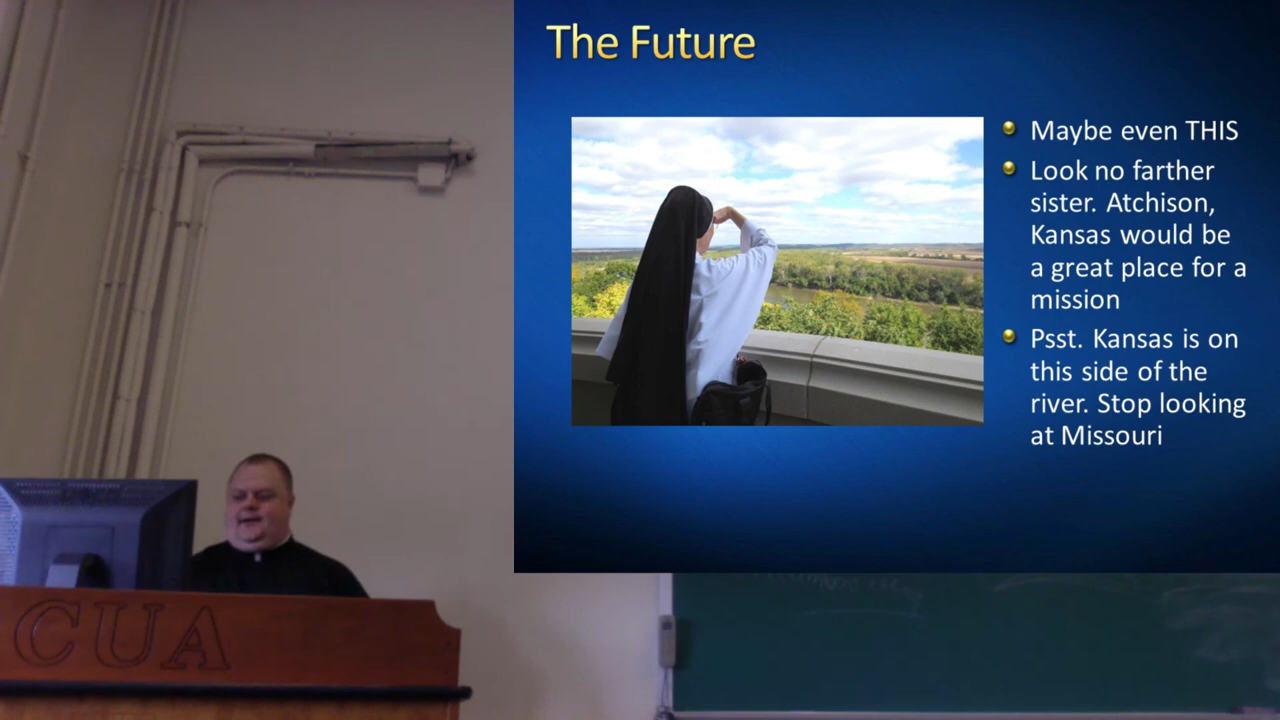 The Future
Maybe even THIS
Look no farther
sister. Atchison,
Kansas would be
a great place for a
mission
Psst. Kansas is on
this side of the
river. Stop looking
at Missouri
CUA